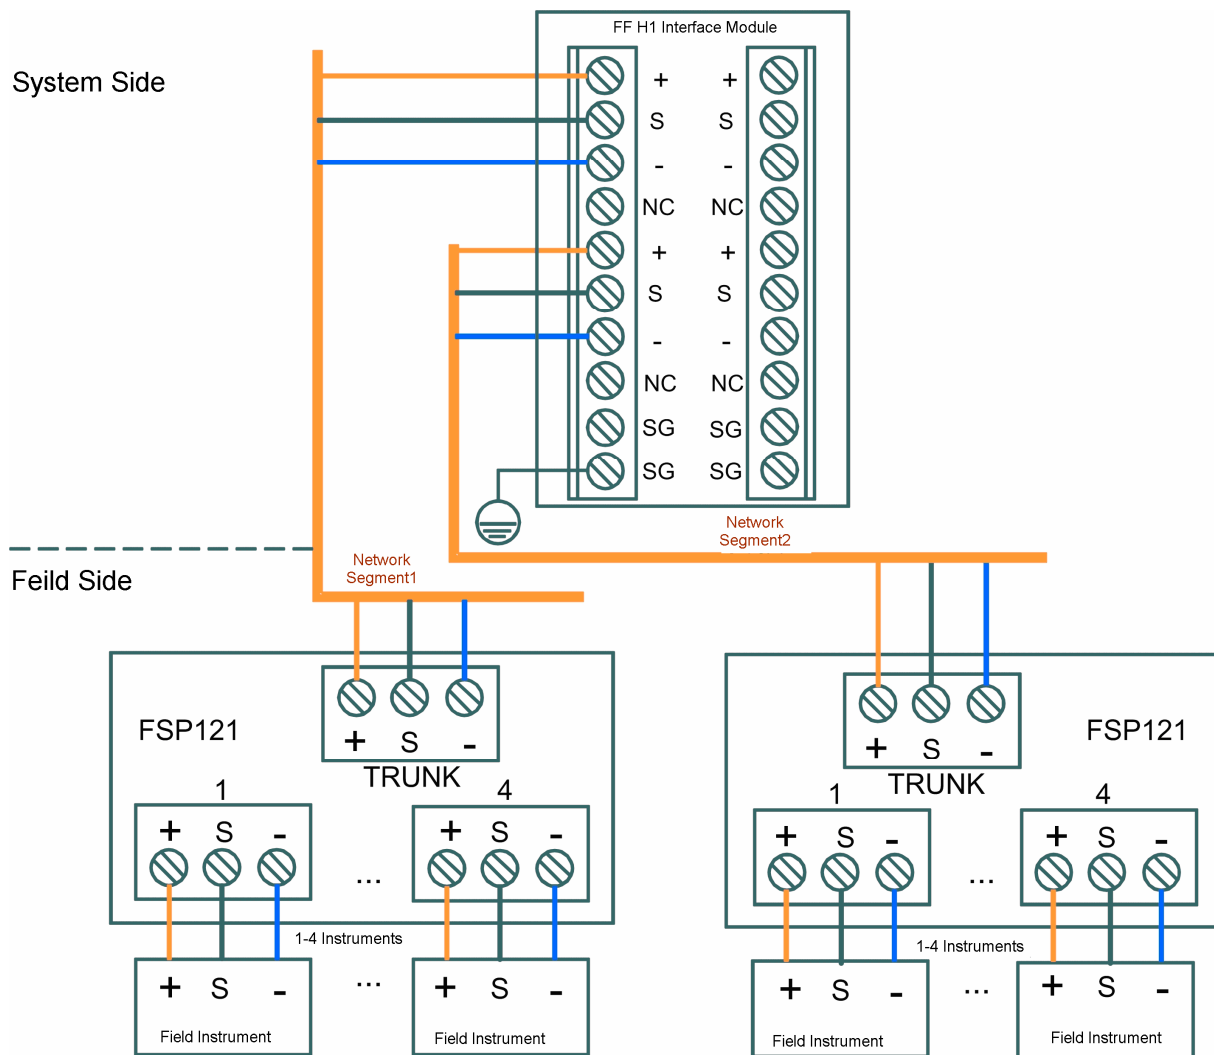 FF H1 Interface Module
System Side
+ +
S S
- -
NC NC
+ +
S S
- -
NC NC
SG SG
SG SG
Network
Segment2
Network
Segment1
Feild Side
FSP121
+ S -
TRUNK
1
+ S -
...
4
+ S -
1-4 Instruments
+ S -
Field Instrument
...
+ S -
Field Instrument
FSP121
+ S -
TRUNK
1
+ S -
...
4
+ S -
1-4 Instruments
+ S -
Field Instrument
...
+ S -
Field Instrument